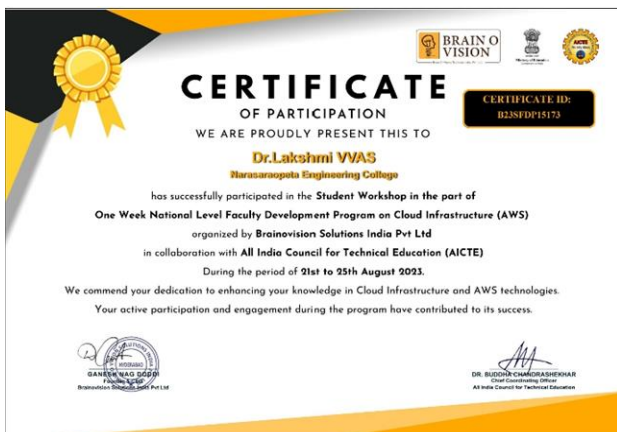 BRAIN O
VISION
AICTE
CERTIFICATE
OF PARTICIPATION
CERTIFICATE ID:
B23SFDP15173
WE ARE PROUDLY PRESENT THIS TO
Dr.Lakshmi VVAS
Narasaraopeta Engineering College
has successfully participated in the Student Workshop in the part of
One Week National Level Faculty Development Program on Cloud Infrastructure (AWS)
organized by Brainovision Solutions India Pvt Ltd
in collaboration with All India Council for Technical Education (AICTE)
During the period of 21st to 25th August 2023.
We commend your dedication to enhancing your knowledge in Cloud Infrastructure and AWS technologies.
Your active participation and engagement during the program have contributed to its success.
HYDERABAD
GANESH NAG DODDI
Founder & CEO
Brainovision Solutions India Pvt Ltd
DR. BUDDHA CHANDRASHEKHAR
Chief Coordinating Officer
All India Council for Technical Education